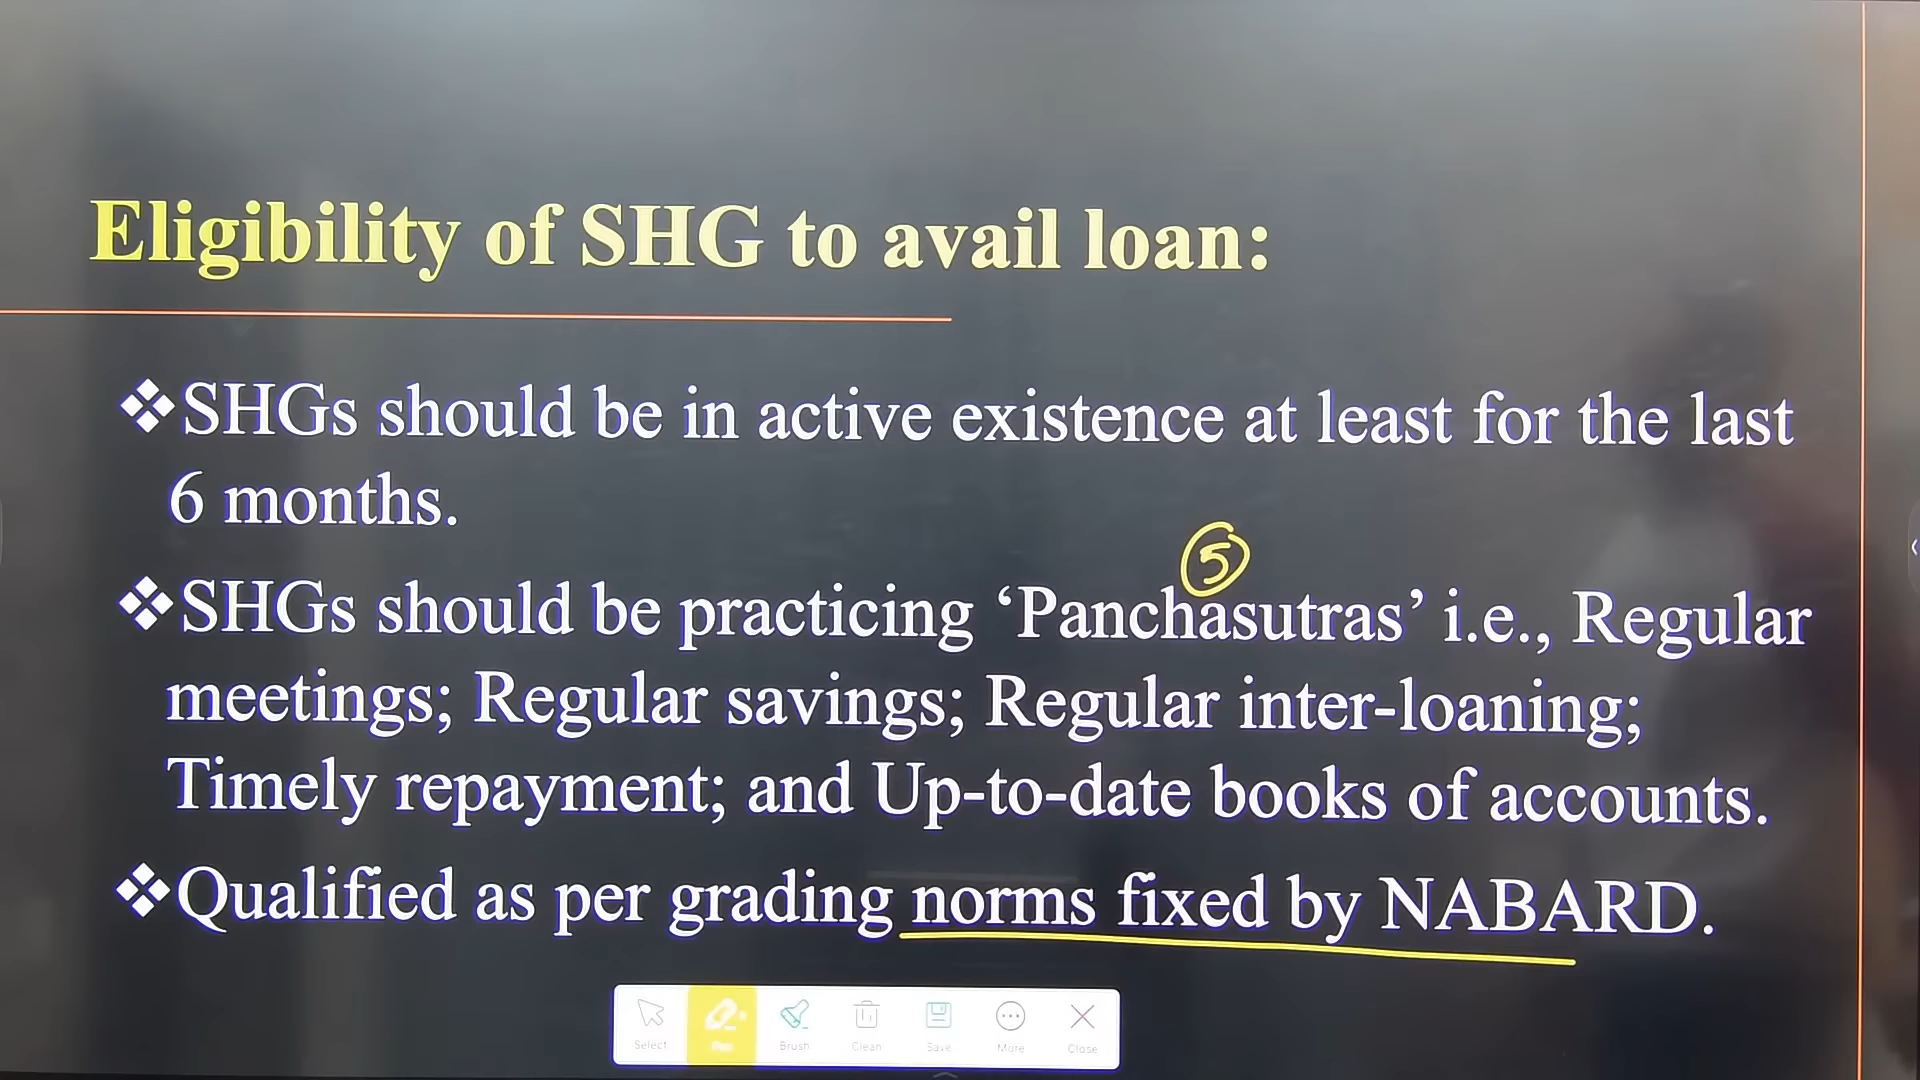 Eligibility of SHG to avail loan:
❖SHGs should be in active existence at least for the last
6 months.
5
❖SHGs should be practicing ‘Panchasutras’ i.e., Regular
meetings; Regular savings; Regular inter-loaning;
Timely repayment; and Up-to-date books of accounts.
❖Qualified as per grading norms fixed by NABARD.
Select Pen Brush Clean Save More Close